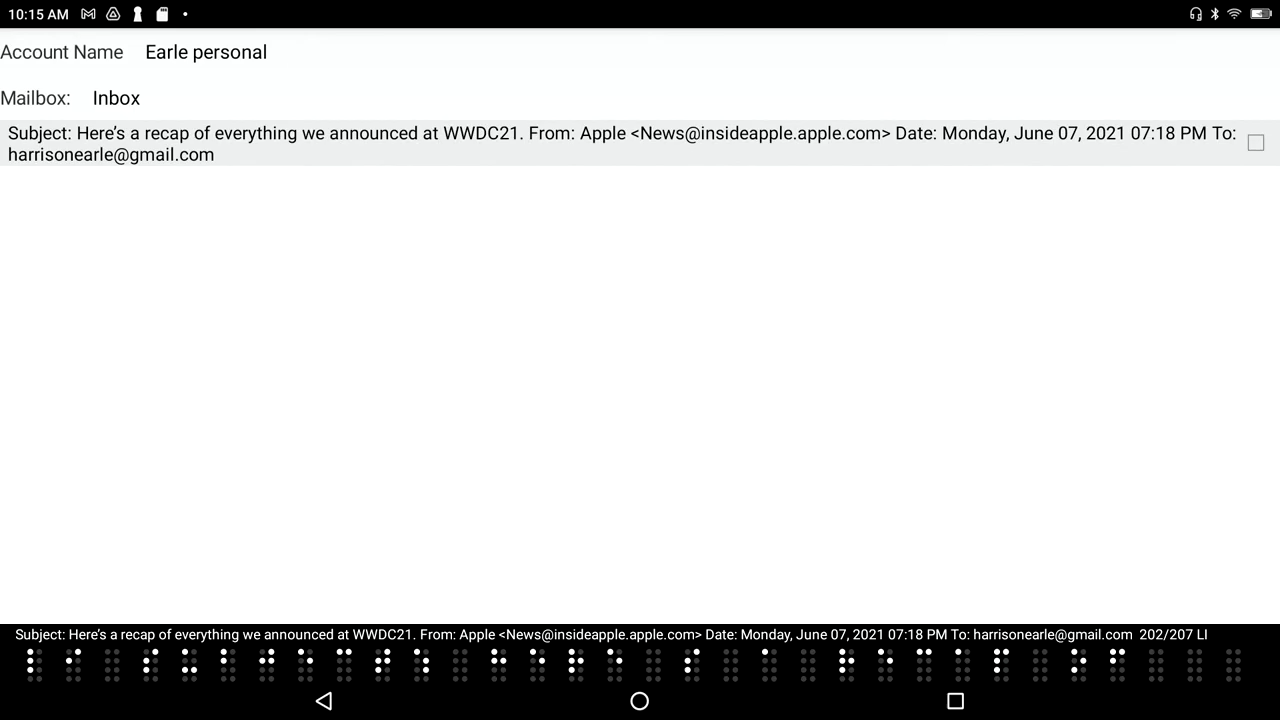 10:15 AM
Account Name Earle personal
Mailbox: Inbox
Subject: Here’s a recap of everything we announced at WWDC21. From: Apple <News@insideapple.apple.com> Date: Monday, June 07, 2021 07:18 PM To:
harrisonearle@gmail.com
Subject: Here’s a recap of everything we announced at WWDC21. From: Apple <News@insideapple.apple.com> Date: Monday, June 07, 2021 07:18 PM To: harrisonearle@gmail.com 202/207 LI